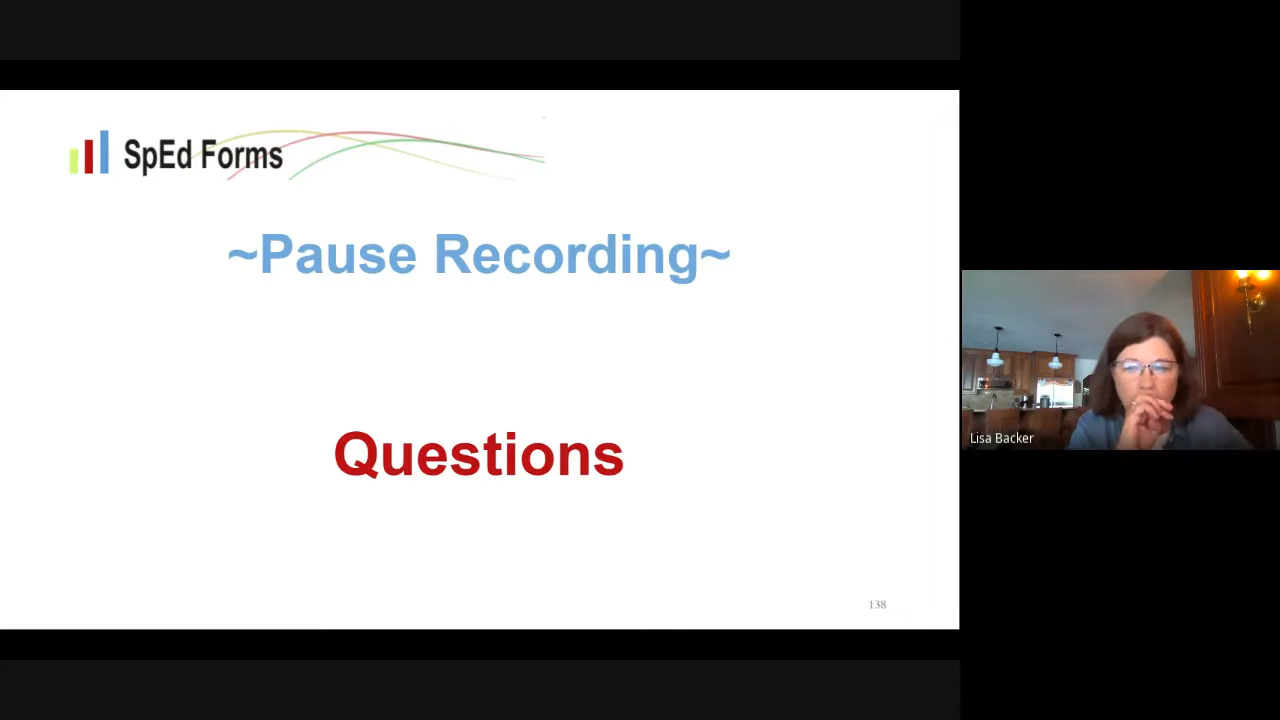 SpEd Forms
~Pause Recording~
Questions
138
Lisa Backer